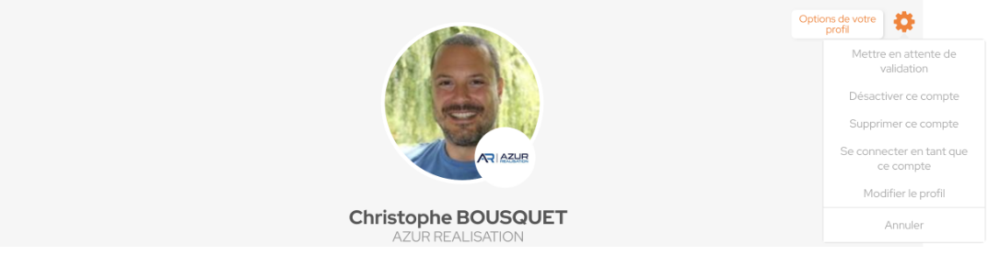 Options de votre
profil
Mettre en attente de
validation
Désactiver ce compte
Supprimer ce compte
Se connecter en tant que
ce compte
Modifier le profil
Annuler
AR | AZUR
REALISATION
Christophe BOUSQUET
AZUR REALISATION